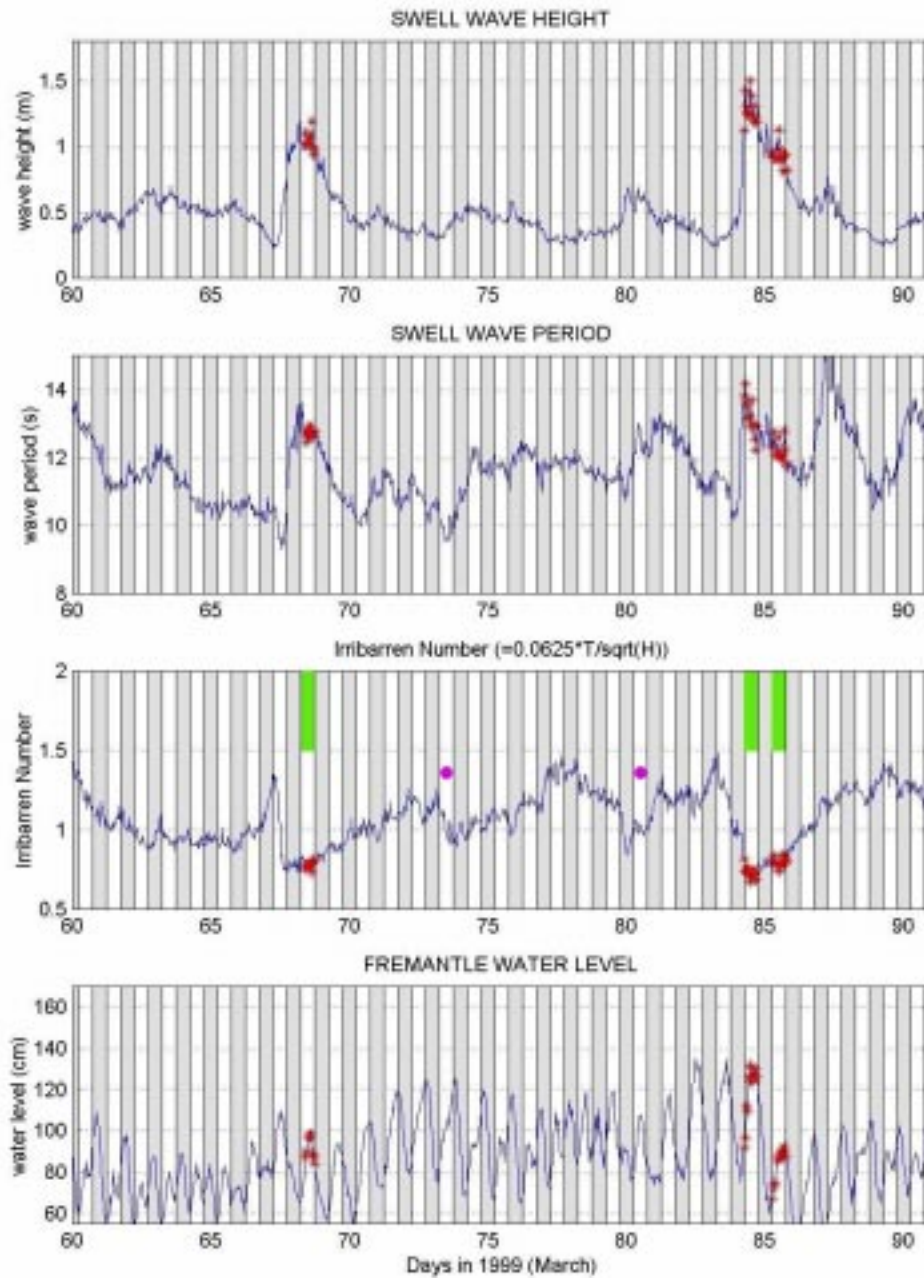 SWELL WAVE HEIGHT
wave height (m)
1.5
1
0.5
0
60 65 70 75 80 85 90
SWELL WAVE PERIOD
wave period (s)
14
12
10
8
60 65 70 75 80 85 90
Irribarren Number (=0.0625*T/sqrt(H))
Irribarren Number
2
1.5
1
0.5
60 65 70 75 80 85 90
FREMANTLE WATER LEVEL
water level (cm)
160
140
120
100
80
60
60 65 70 75 80 85 90
Days in 1999 (March)